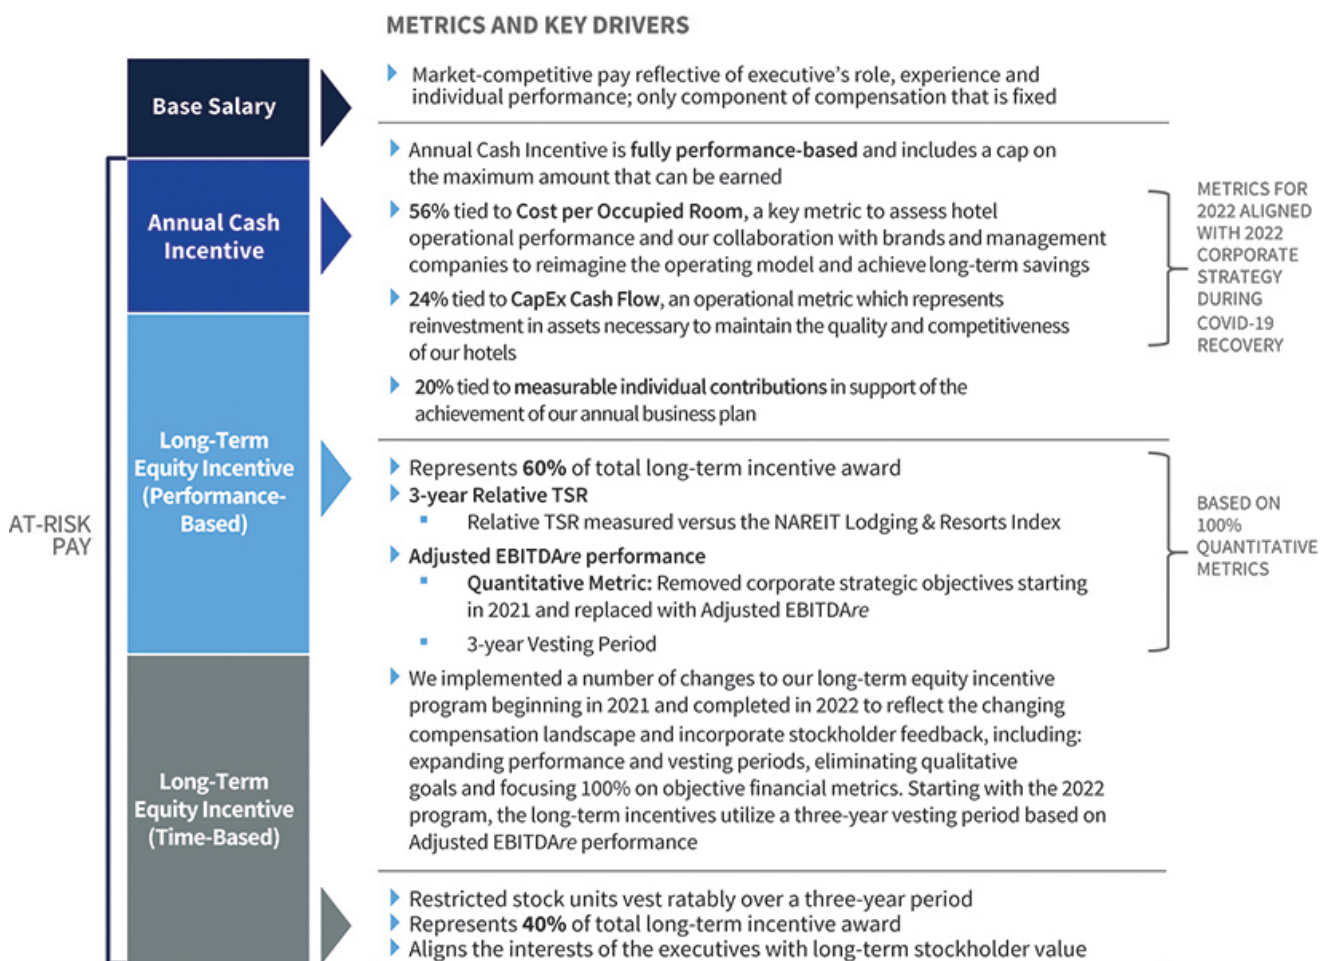 METRICS AND KEY DRIVERS
Base Salary
Market-competitive pay reflective of executive's role, experience and
individual performance; only component of compensation that is fixed
AT-RISK
PAY
Annual Cash
Incentive
Annual Cash Incentive is fully performance-based and includes a cap on
the maximum amount that can be earned
56% tied to Cost per Occupied Room, a key metric to assess hotel
operational performance and our collaboration with brands and management
companies to reimagine the operating model and achieve long-term savings
24% tied to CapEx Cash Flow, an operational metric which represents
reinvestment in assets necessary to maintain the quality and competitiveness
of our hotels
20% tied to measurable individual contributions in support of the
achievement of our annual business plan
METRICS FOR
2022 ALIGNED
WITH 2022
CORPORATE
STRATEGY
DURING
COVID-19
RECOVERY
Long-Term
Equity Incentive
(Performance-
Based)
Represents 60% of total long-term incentive award
3-year Relative TSR
Relative TSR measured versus the NAREIT Lodging & Resorts Index
Adjusted EBITDAre performance
Quantitative Metric: Removed corporate strategic objectives starting
in 2021 and replaced with Adjusted EBITDAre
3-year Vesting Period
BASED ON
100%
QUANTITATIVE
METRICS
We implemented a number of changes to our long-term equity incentive
program beginning in 2021 and completed in 2022 to reflect the changing
compensation landscape and incorporate stockholder feedback, including:
expanding performance and vesting periods, eliminating qualitative
goals and focusing 100% on objective financial metrics. Starting with the 2022
program, the long-term incentives utilize a three-year vesting period based on
Adjusted EBITDAre performance
Long-Term
Equity Incentive
(Time-Based)
Restricted stock units vest ratably over a three-year period
Represents 40% of total long-term incentive award
Aligns the interests of the executives with long-term stockholder value